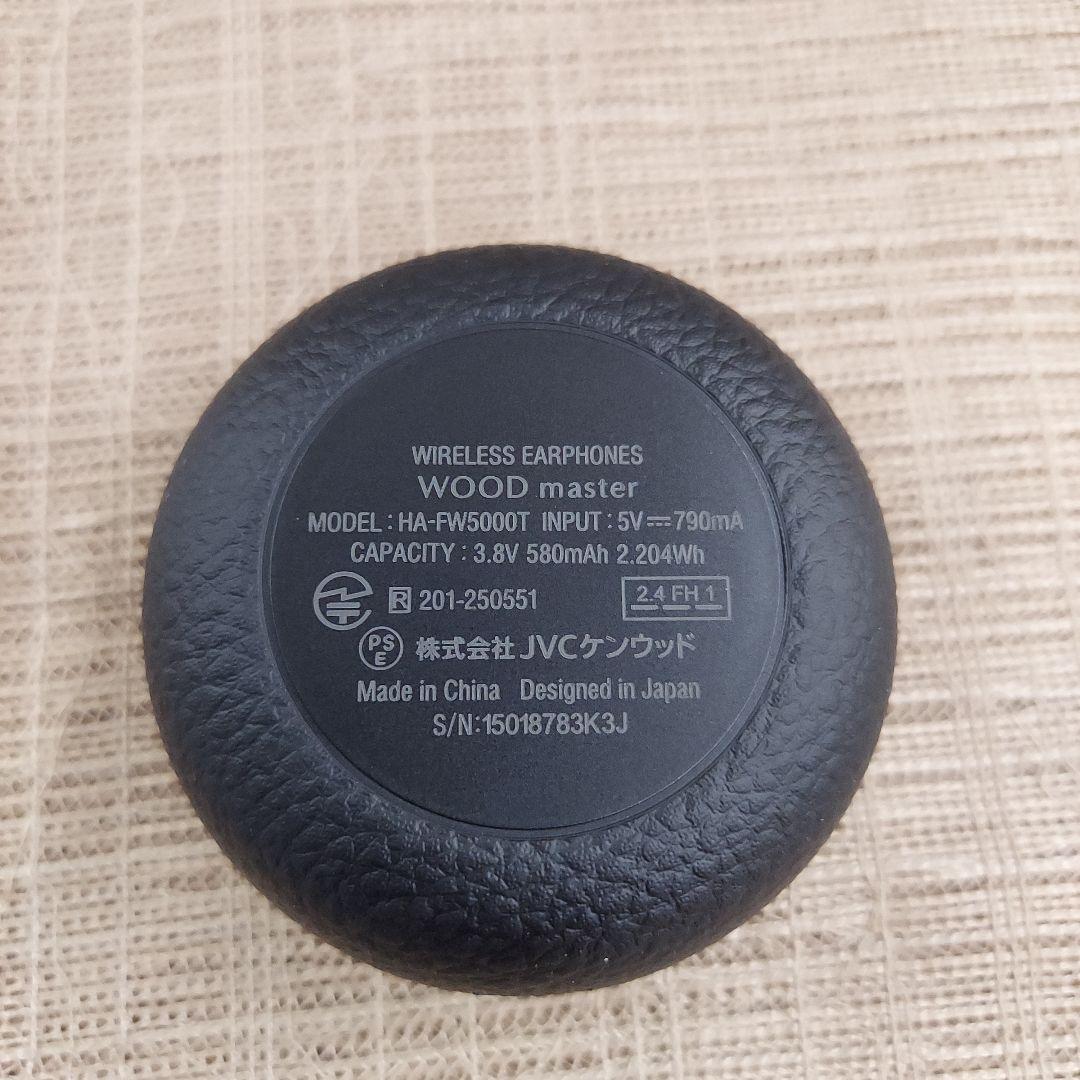 WIRELESS EARPHONES
WOOD master
MODEL : HA-FW5000T INPUT : 5V⎓790mA
CAPACITY : 3.8V 580mAh 2.204Wh
R 201-250551 2.4 FH 1
PSE 株式会社JVCケンウッド
Made in China Designed in Japan
S/N:15018783K3J